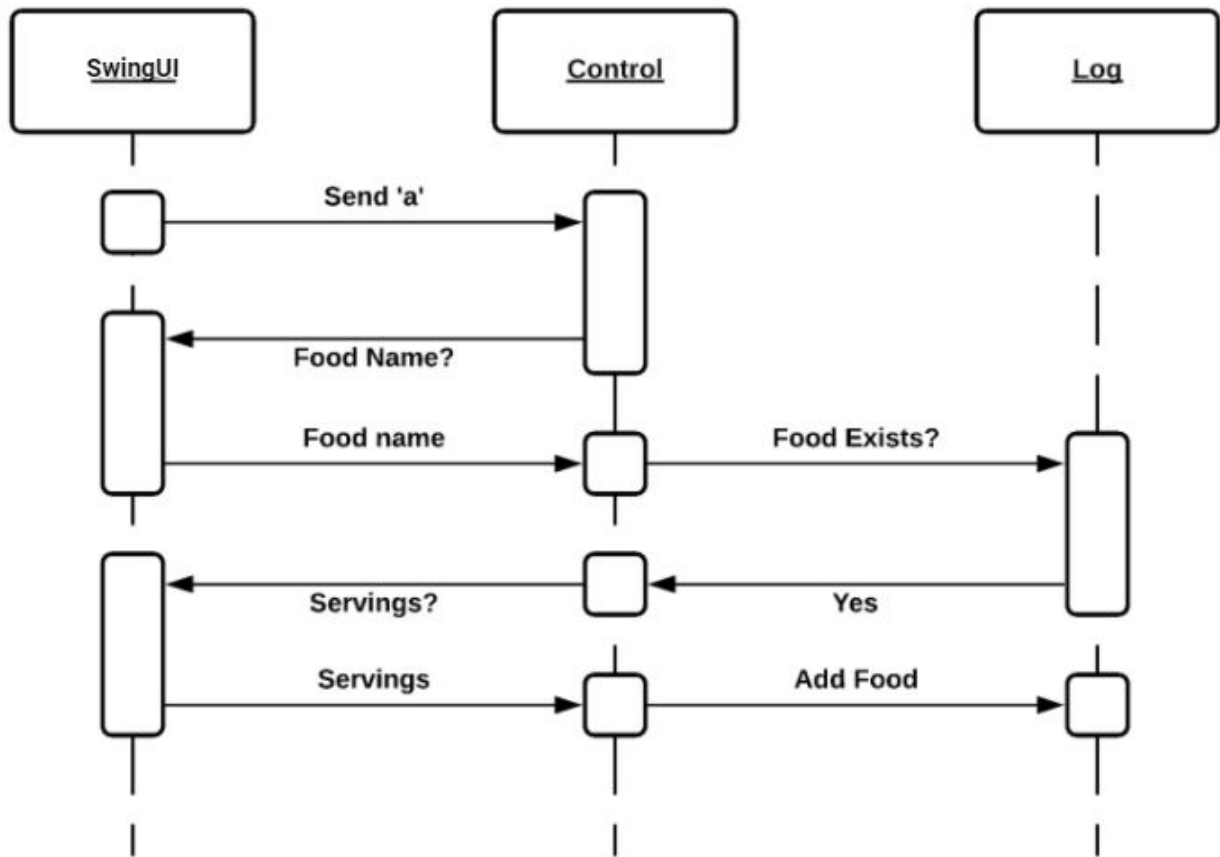 SwingUI
Control
Log
Send 'a'
Food Name?
Food name
Food Exists?
Servings?
Yes
Servings
Add Food